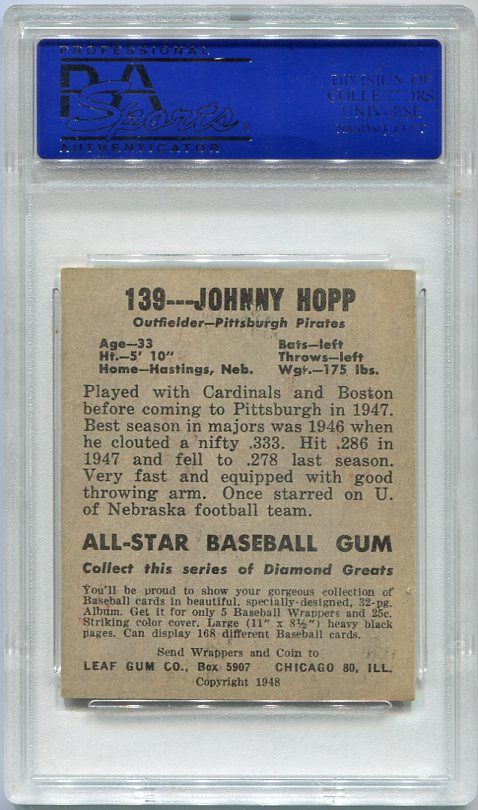 PROFESSIONAL
PSA
Sports
AUTHENTICATOR
A
DIVISION OF
COLLECTORS
UNIVERSE
NASDAQ: CLCT
139---JOHNNY HOPP
Outfielder—Pittsburgh Pirates
Age—33 Bats—left
Ht.—5' 10" Throws—left
Home—Hastings, Neb. Wgt.—175 lbs.
Played with Cardinals and Boston
before coming to Pittsburgh in 1947.
Best season in majors was 1946 when
he clouted a nifty .333. Hit .286 in
1947 and fell to .278 last season.
Very fast and equipped with good
throwing arm. Once starred on U.
of Nebraska football team.
ALL-STAR BASEBALL GUM
Collect this series of Diamond Greats
You'll be proud to show your gorgeous collection of
Baseball cards in beautiful, specially-designed, 32-pg.
Album. Get it for only 5 Baseball Wrappers and 25c.
Striking color cover. Large (11" x 8½") heavy black
pages. Can display 168 different Baseball cards.
Send Wrappers and Coin to
LEAF GUM CO., Box 5907 CHICAGO 80, ILL.
Copyright 1948